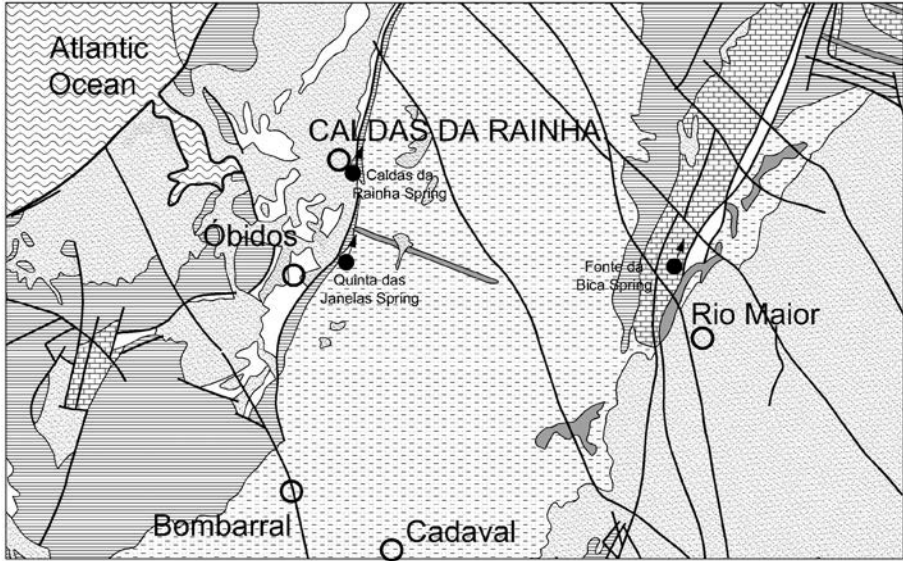 Atlantic
Ocean
CALDAS DA RAINHA
Caldas da
Rainha Spring
Óbidos
Quinta das
Janelas Spring
Fonte da
Bica Spring
Rio Maior
Bombarral
Cadaval